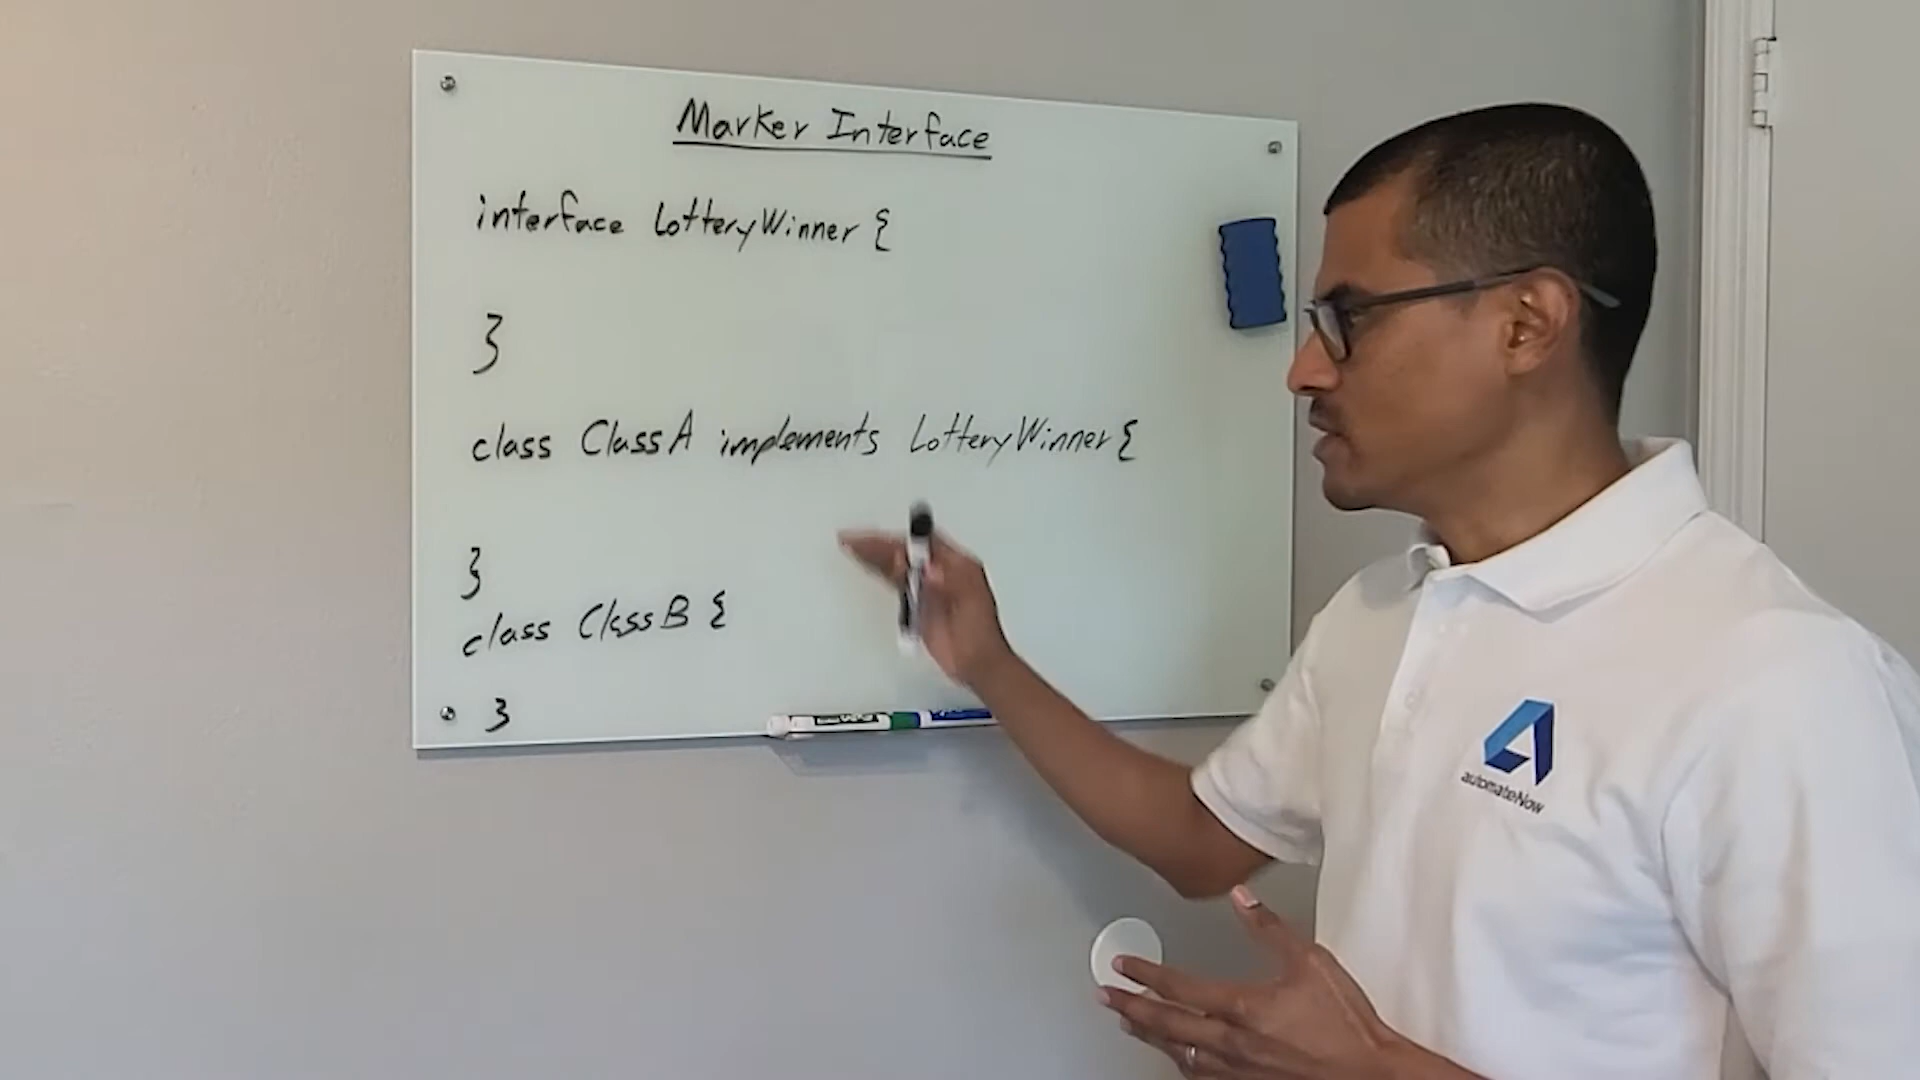 Marker Interface
interface LotteryWinner {
}
class ClassA implements LotteryWinner {
}
class ClassB {
}
automateNow